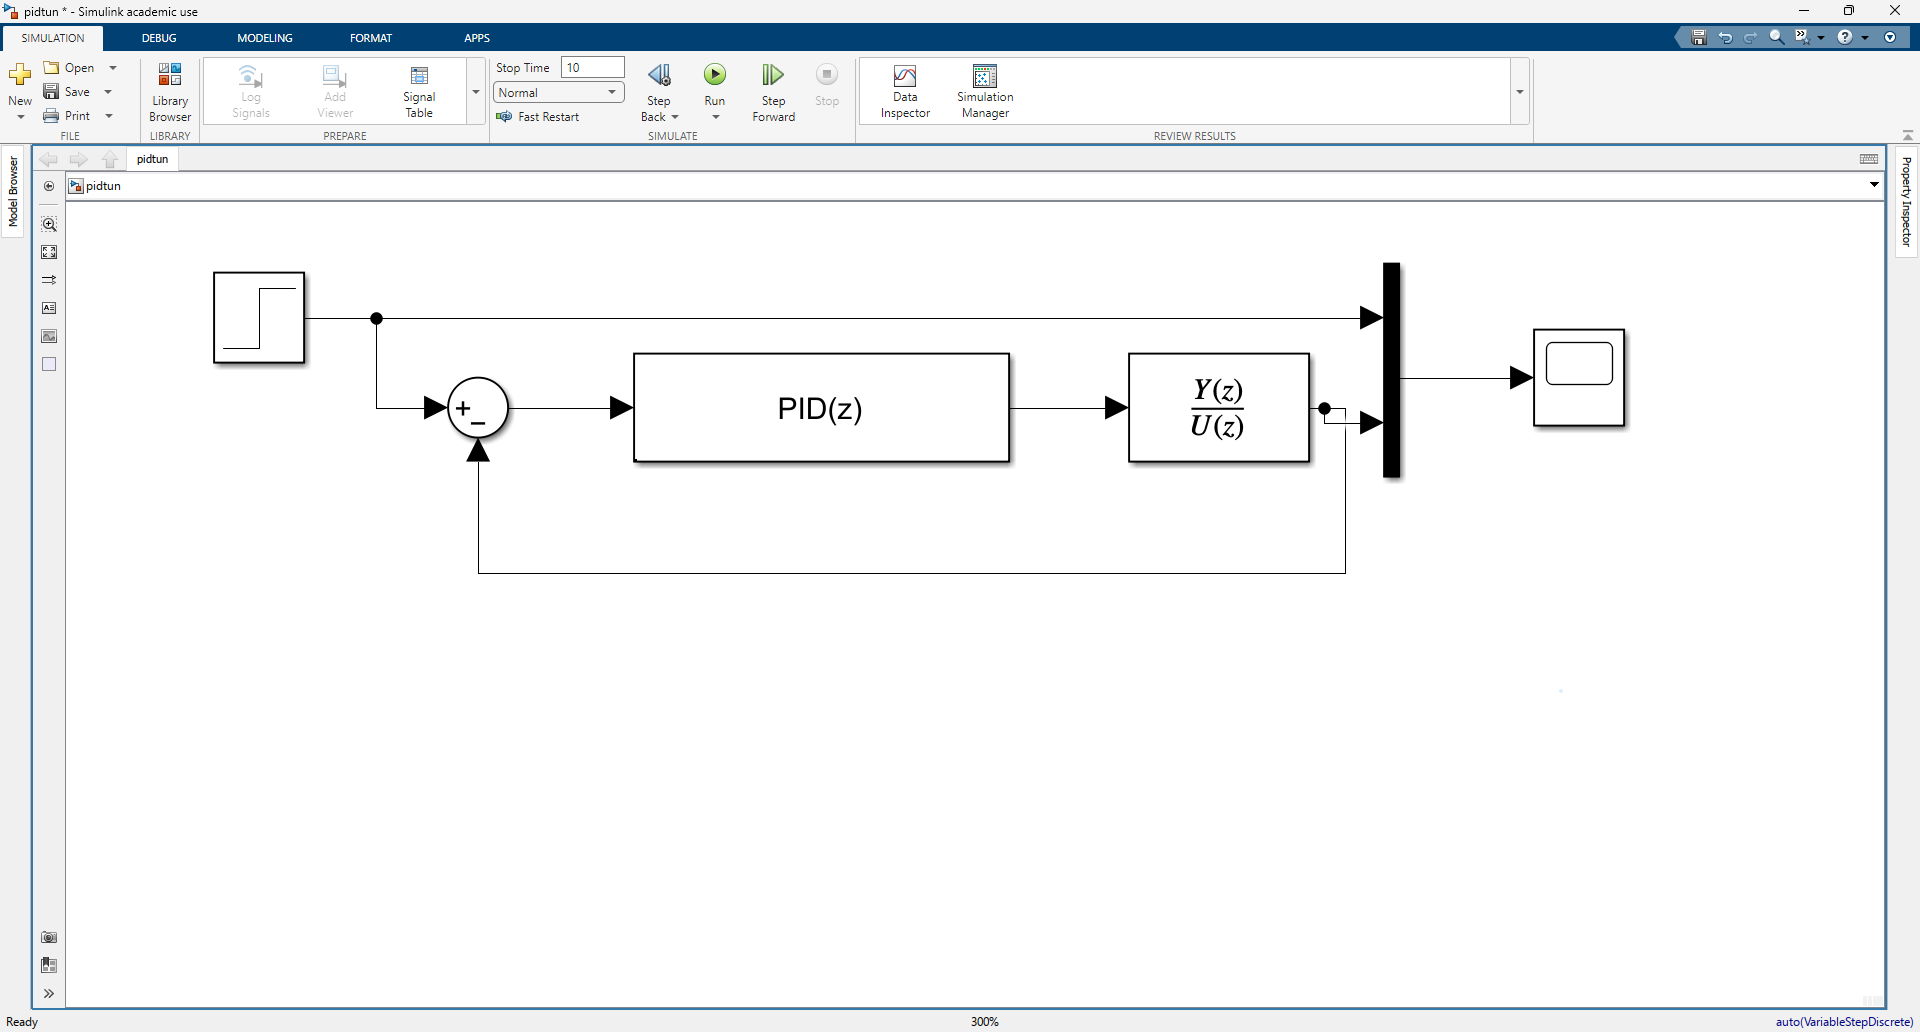 pidtun * - Simulink academic use
SIMULATION
DEBUG
MODELING
FORMAT
APPS
New
Open
Save
Print
FILE
Library
Browser
LIBRARY
Log
Signals
Add
Viewer
Signal
Table
PREPARE
Stop Time 10
Normal
Fast Restart
Step
Back
Run
Step
Forward
Stop
SIMULATE
Data
Inspector
Simulation
Manager
REVIEW RESULTS
Model Browser
pidtun
pidtun
Property Inspector
+
−
PID(z)
Y(z)
U(z)
Ready
300%
auto(VariableStepDiscrete)